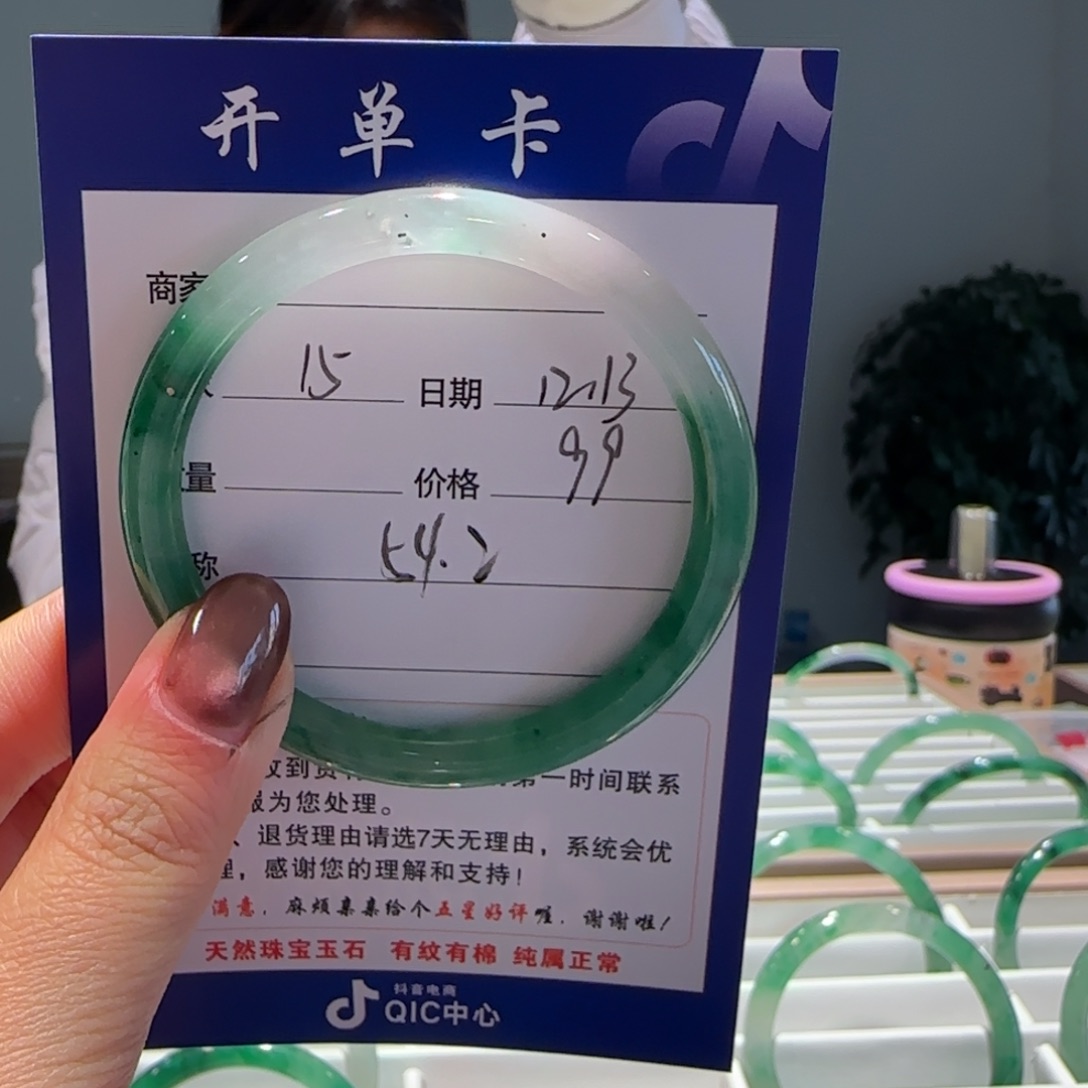 开单卡
商家
15 日期 12.13
量 价格 99
称 54.2
收到货 第一时间联系
服为您处理。
、退货理由请选7天无理由，系统会优
理，感谢您的理解和支持！
满意，麻烦亲亲给个五星好评喔，谢谢啦！
天然珠宝玉石 有纹有棉 纯属正常
抖音电商
QIC中心